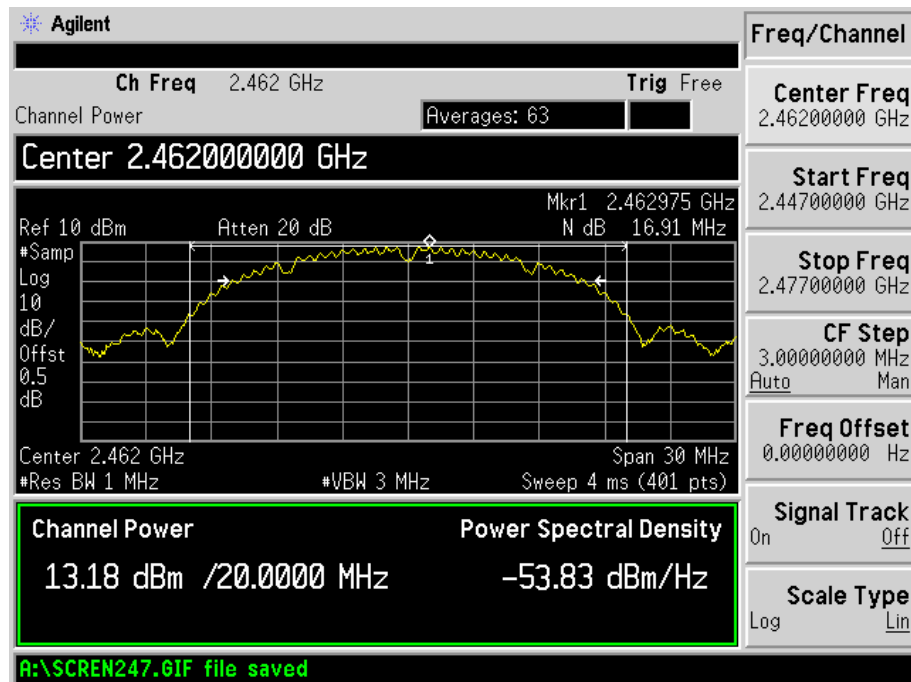 Agilent
Freq/Channel
Ch Freq 2.462 GHz Trig Free
Channel Power Averages: 63
Center 2.462000000 GHz
Mkr1 2.462975 GHz
Ref 10 dBm Atten 20 dB N dB 16.91 MHz
#Samp
Log
10
dB/
Offst
0.5
dB
1
Center 2.462 GHz Span 30 MHz
#Res BW 1 MHz #VBW 3 MHz Sweep 4 ms (401 pts)
Channel Power Power Spectral Density
13.18 dBm /20.0000 MHz -53.83 dBm/Hz
A:\SCREN247.GIF file saved
Center Freq
2.46200000 GHz
Start Freq
2.44700000 GHz
Stop Freq
2.47700000 GHz
CF Step
3.00000000 MHz
Auto Man
Freq Offset
0.00000000 Hz
Signal Track
On Off
Scale Type
Log Lin